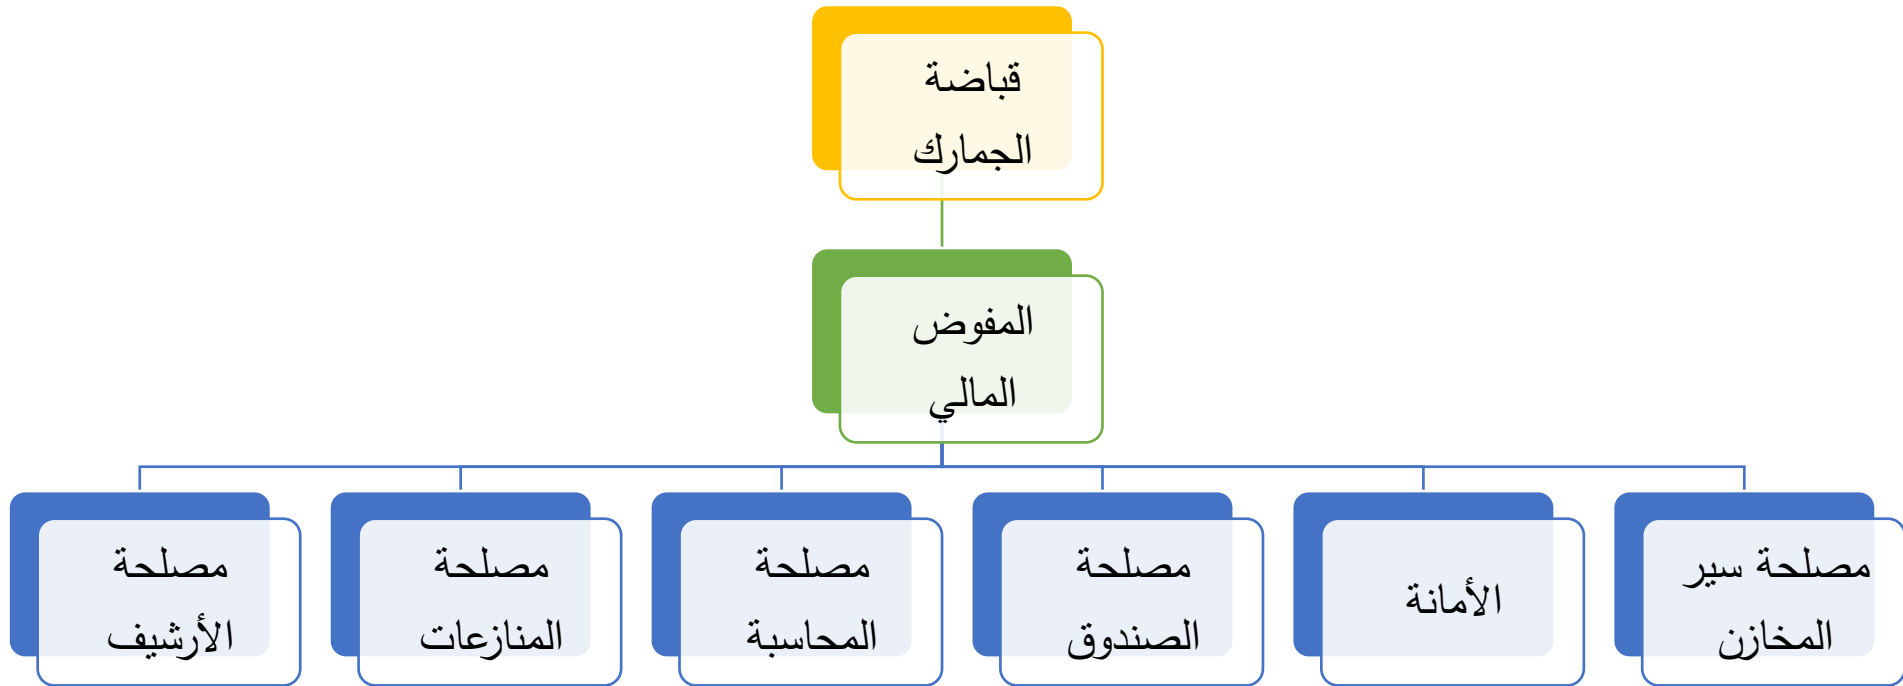 قباضة
الجمارك
المفوض
المالي
مصلحة سير
المخازن
الأمانة
مصلحة
الصندوق
مصلحة
المحاسبة
مصلحة
المنازعات
مصلحة
الأرشيف